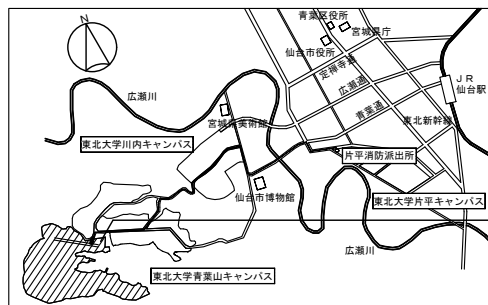 N
青葉区役所
宮城県庁
仙台市役所
定禅寺通
広瀬通
青葉通
JR
仙台駅
東北新幹線
広瀬川
宮城県美術館
東北大学川内キャンパス
片平消防派出所
仙台市博物館
東北大学片平キャンパス
広瀬川
東北大学青葉山キャンパス